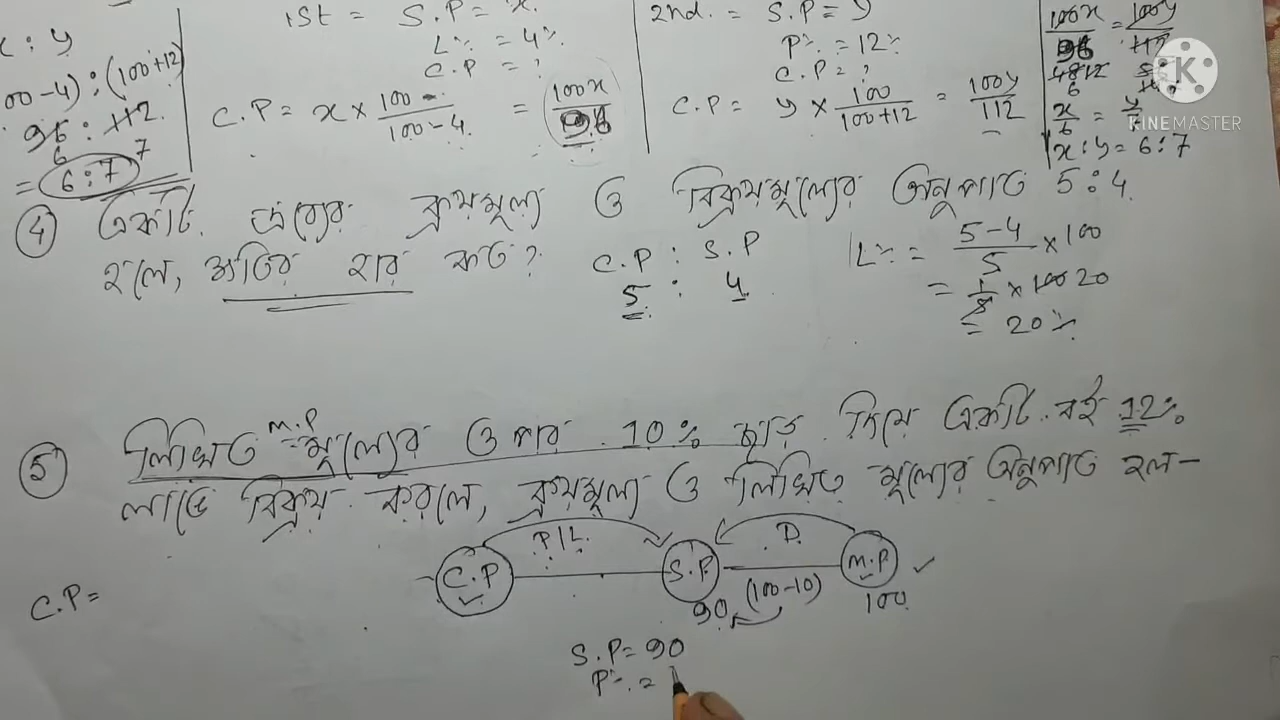 x : y
00-4) : (100+12)
96 : 112
6 7
= 6:7
1st = S.P = x.
L% = 4%.
C.P = ?
C.P = x × 100/100-4 = 100x/96
2nd. = S.P = y
P%. = 12%
C.P = ?
C.P = y × 100/100+12 = 100y/112
100x/96 = 100y/112
x/6 = y/7
x:y = 6:7
KINEMASTER
④ একটি দ্রব্যের ক্রয়মূল্য ও বিক্রয়মূল্যের অনুপাত 5:4
হলে, ক্ষতির হার কত?
C.P : S.P
5 : 4
L% = 5-4/5 × 100
= 1/5 × 100 20
= 20%
M.P
⑤ লিখিত মূল্যের ওপর 10% ছাড় দিয়ে একটি বই 12%
লাভে বিক্রয় করলে, ক্রয়মূল্য ও লিখিত মূল্যের অনুপাত হল-
C.P P/L S.P D. M.P
90 (100-10) 100
C.P =
S.P = 90
P%. =